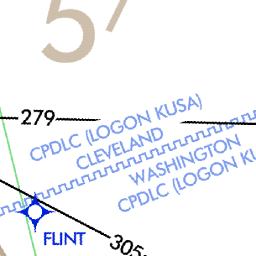 57
279
CPDLC (LOGON KUSA)
CLEVELAND
WASHINGTON
CPDLC (LOGON KU
FLINT
305